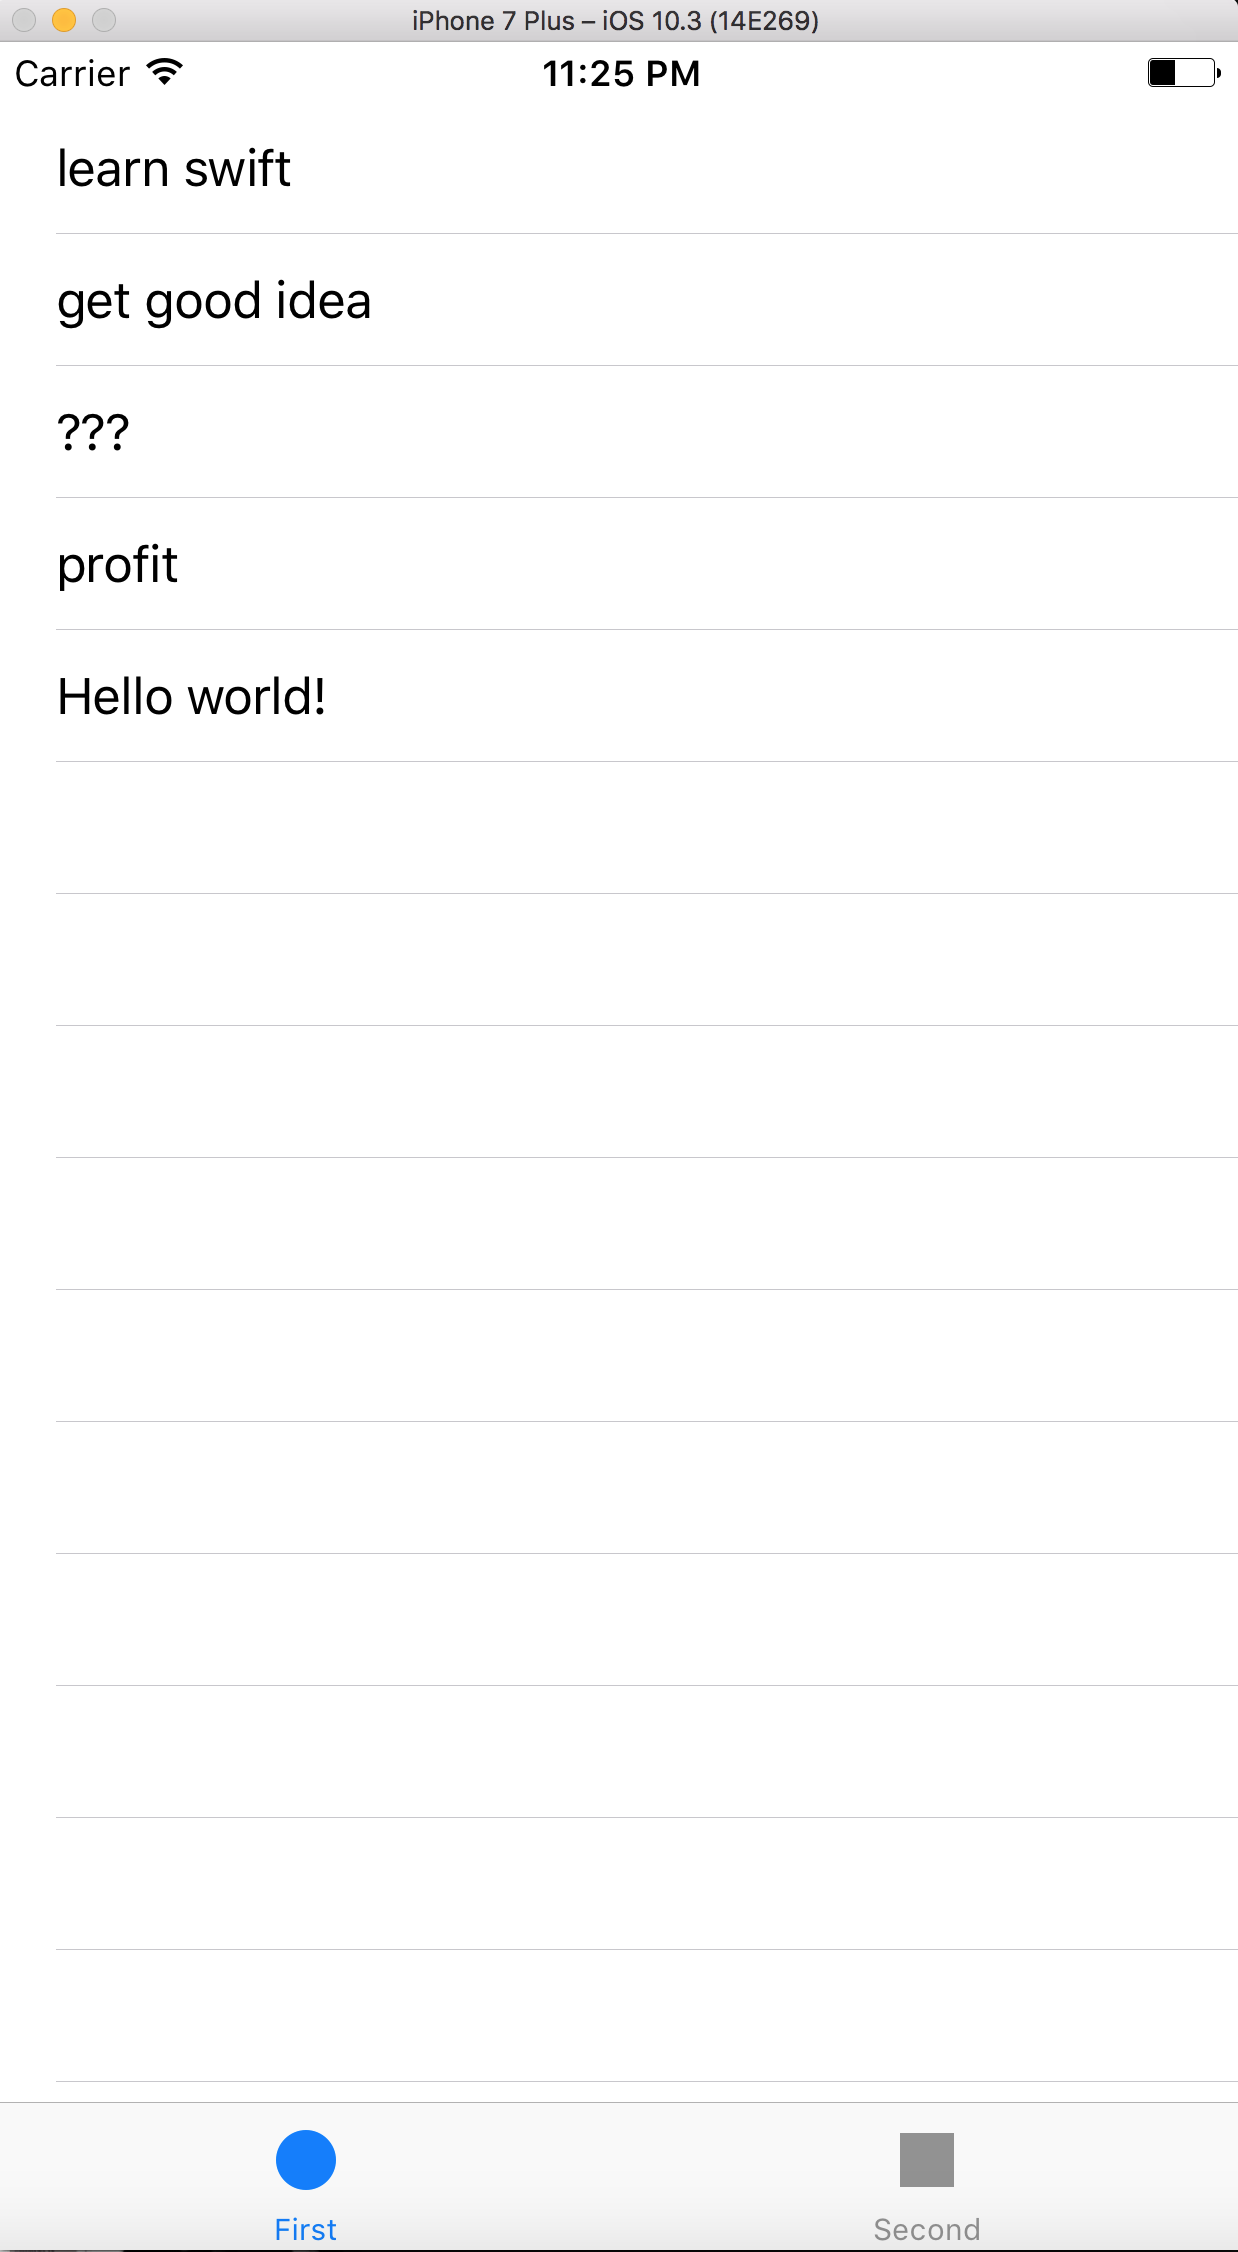 iPhone 7 Plus – iOS 10.3 (14E269)
Carrier 11:25 PM
learn swift
get good idea
???
profit
Hello world!
First Second